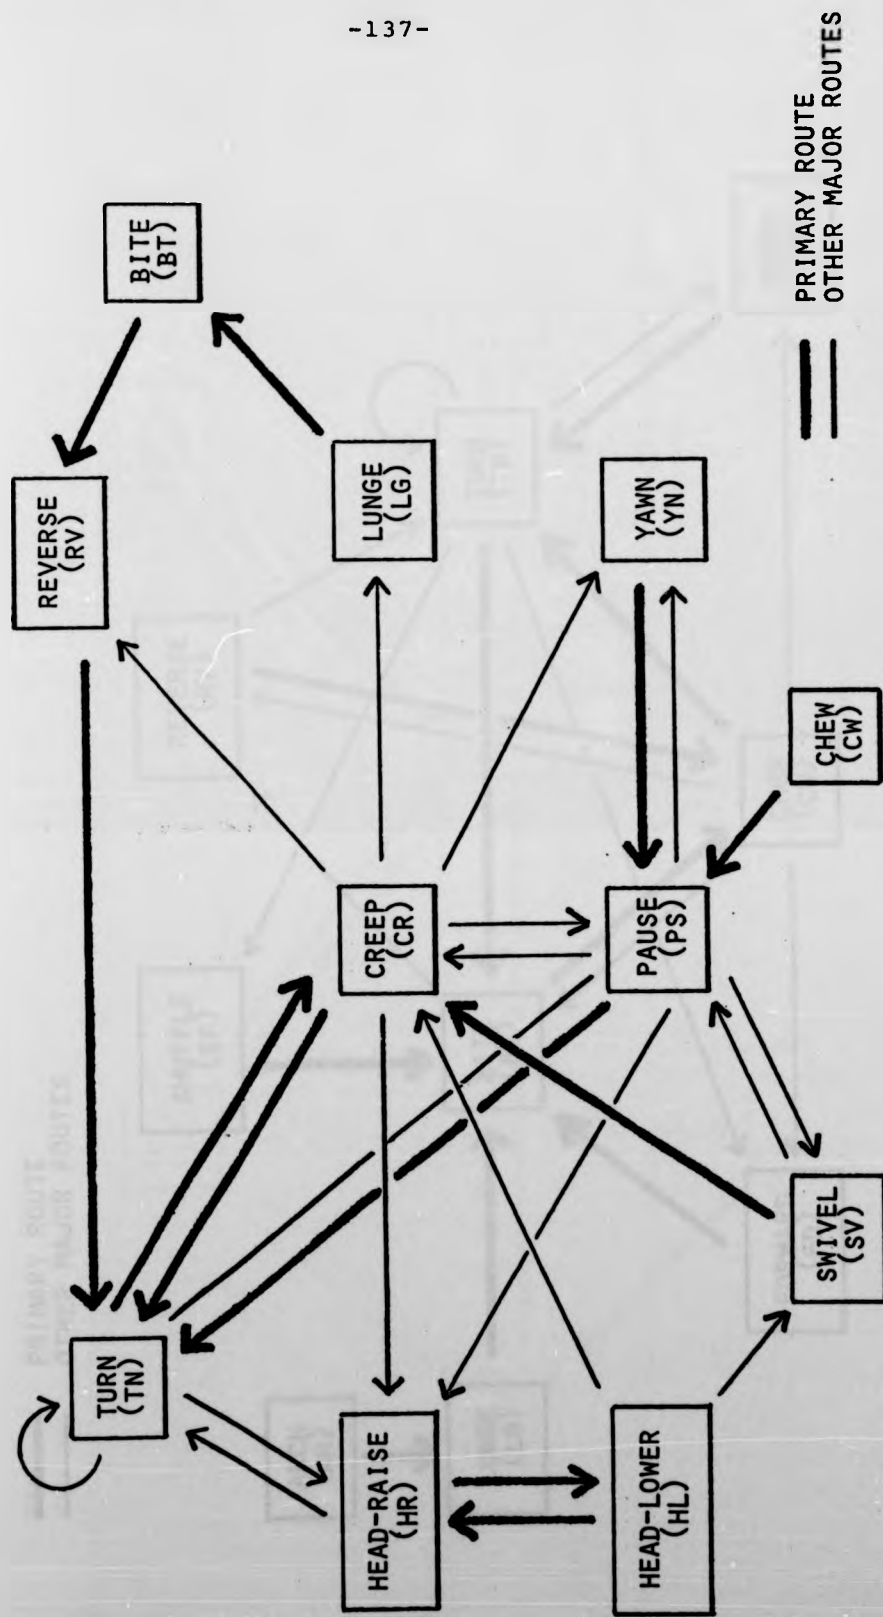 -137-
TURN
(TN)
REVERSE
(RV)
BITE
(BT)
HEAD-RAISE
(HR)
CREEP
(CR)
LUNGE
(LG)
HEAD-LOWER
(HL)
PAUSE
(PS)
YAWN
(YN)
SWIVEL
(SV)
CHEW
(CW)
PRIMARY ROUTE
OTHER MAJOR ROUTES